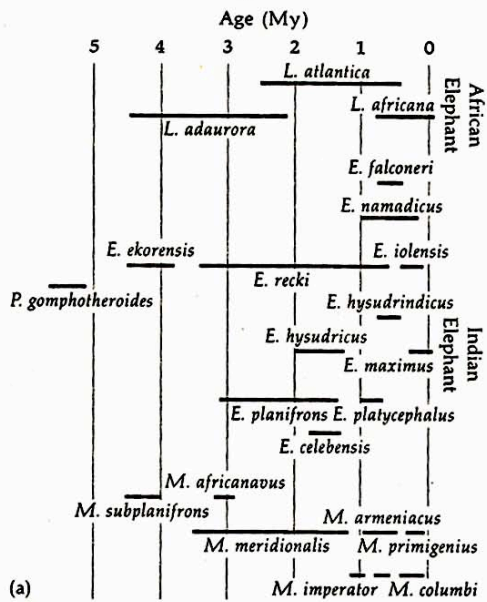 Age (My)
5 4 3 2 1 0
L. atlantica
L. africana
African
Elephant
L. adaurora
E. falconeri
E. namadicus
E. ekorensis
E. iolensis
E. recki
P. gomphotheroides
E. hysudrindicus
E. hysudricus
Indian
Elephant
E. maximus
E. planifrons E. platycephalus
E. celebensis
M. africanavus
M. subplanifrons
M. armeniacus
M. meridionalis M. primigenius
(a) M. imperator M. columbi